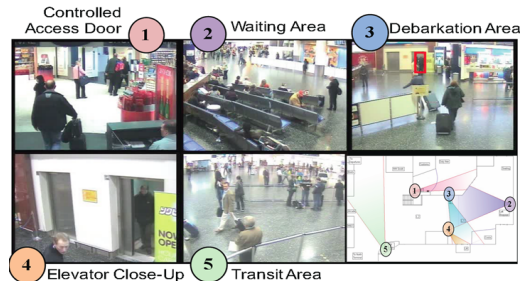 Controlled
Access Door
1
2
Waiting Area
3
Debarkation Area
NOW
OPEN
1
3
2
4
5
4
Elevator Close-Up
5
Transit Area